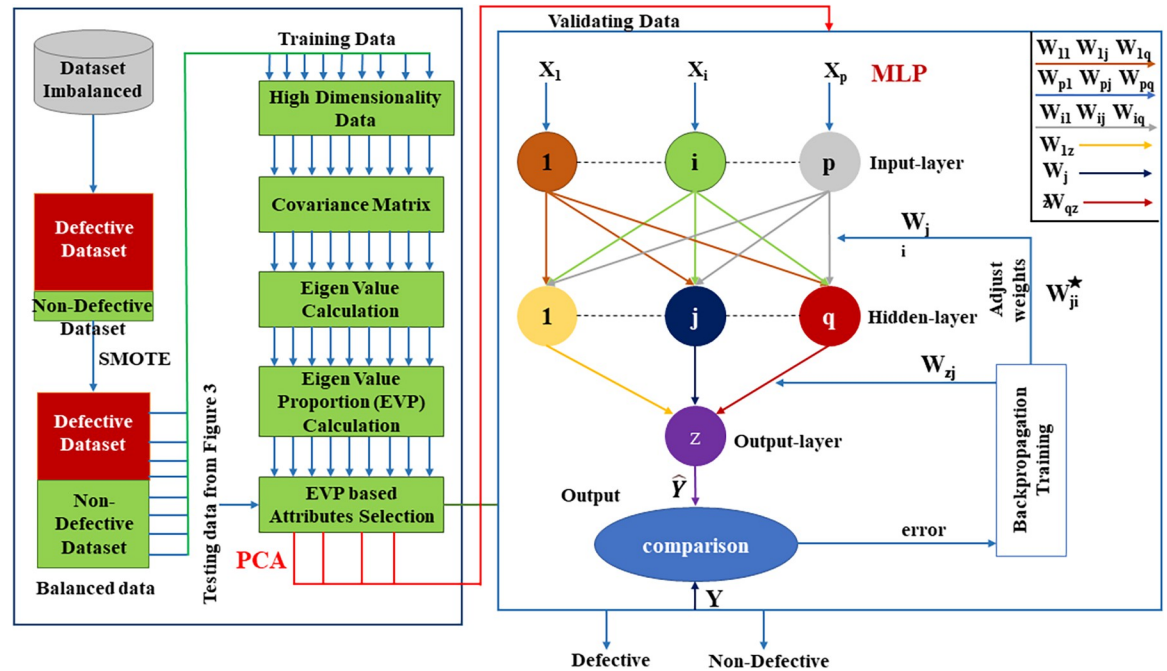 Dataset
Imbalanced
Defective
Dataset
Non-Defective
Dataset
SMOTE
Defective
Dataset
Non-
Defective
Dataset
Balanced data
Testing data from Figure 3
Training Data
High Dimensionality
Data
Covariance Matrix
Eigen Value
Calculation
Eigen Value
Proportion (EVP)
Calculation
EVP based
Attributes Selection
PCA
Validating Data
X1 Xi Xp MLP
1 i p Input-layer
Wj
i
1 j q Hidden-layer
Wzj
z Output-layer
Output Ŷ
comparison
error
Y
Adjust
weights
W★ji
Backpropagation
Training
W11 W1j W1q
Wp1 Wpj Wpq
Wi1 Wij Wiq
W1z
Wj
z
Wqz
Defective Non-Defective